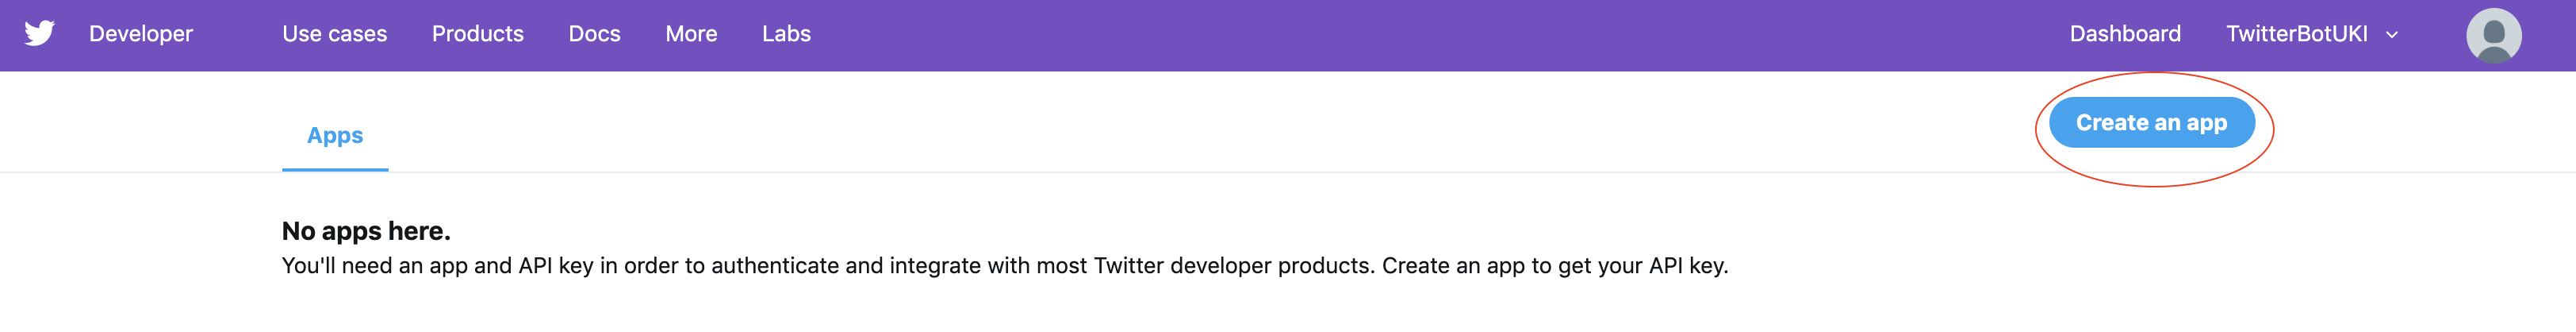 Developer Use cases Products Docs More Labs Dashboard TwitterBotUKI
Apps Create an app
No apps here.
You'll need an app and API key in order to authenticate and integrate with most Twitter developer products. Create an app to get your API key.